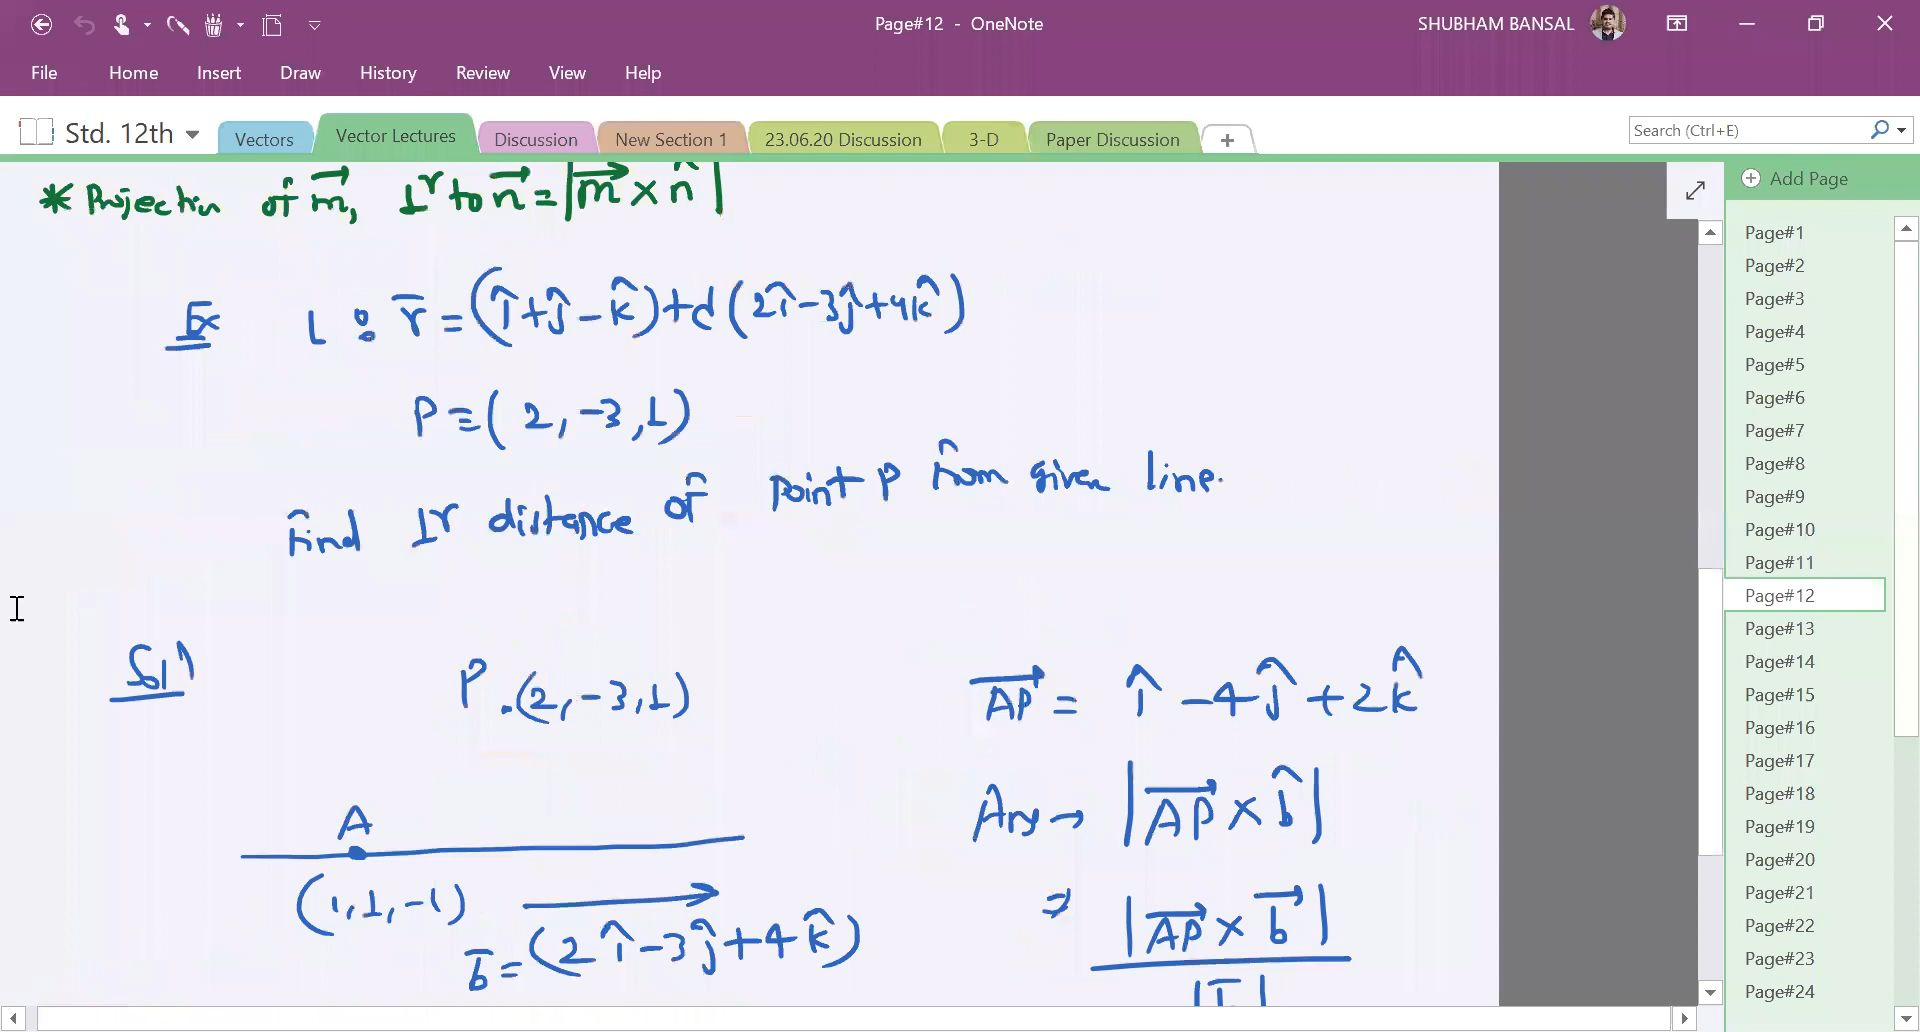 Page#12 - OneNote
SHUBHAM BANSAL
File Home Insert Draw History Review View Help
Std. 12th
Vectors
Vector Lectures
Discussion
New Section 1
23.06.20 Discussion
3-D
Paper Discussion
+
Search (Ctrl+E)
* Projection of m⃗, ⊥r to n⃗ = |m⃗ × n̂|
Ex L : r̄ = (î + ĵ − k̂) + d (2î − 3ĵ + 4k̂)
P ≡ (2, −3, 1)
Find ⊥r distance of point P from given line.
Sol^n
P .(2, −3, 1)
A
(1, 1, −1)
b̄ = (2î − 3ĵ + 4k̂)
AP⃗ = î − 4ĵ + 2k̂
Ans → |AP⃗ × b̂|
⇒ |AP⃗ × b⃗|
Add Page
Page#1
Page#2
Page#3
Page#4
Page#5
Page#6
Page#7
Page#8
Page#9
Page#10
Page#11
Page#12
Page#13
Page#14
Page#15
Page#16
Page#17
Page#18
Page#19
Page#20
Page#21
Page#22
Page#23
Page#24